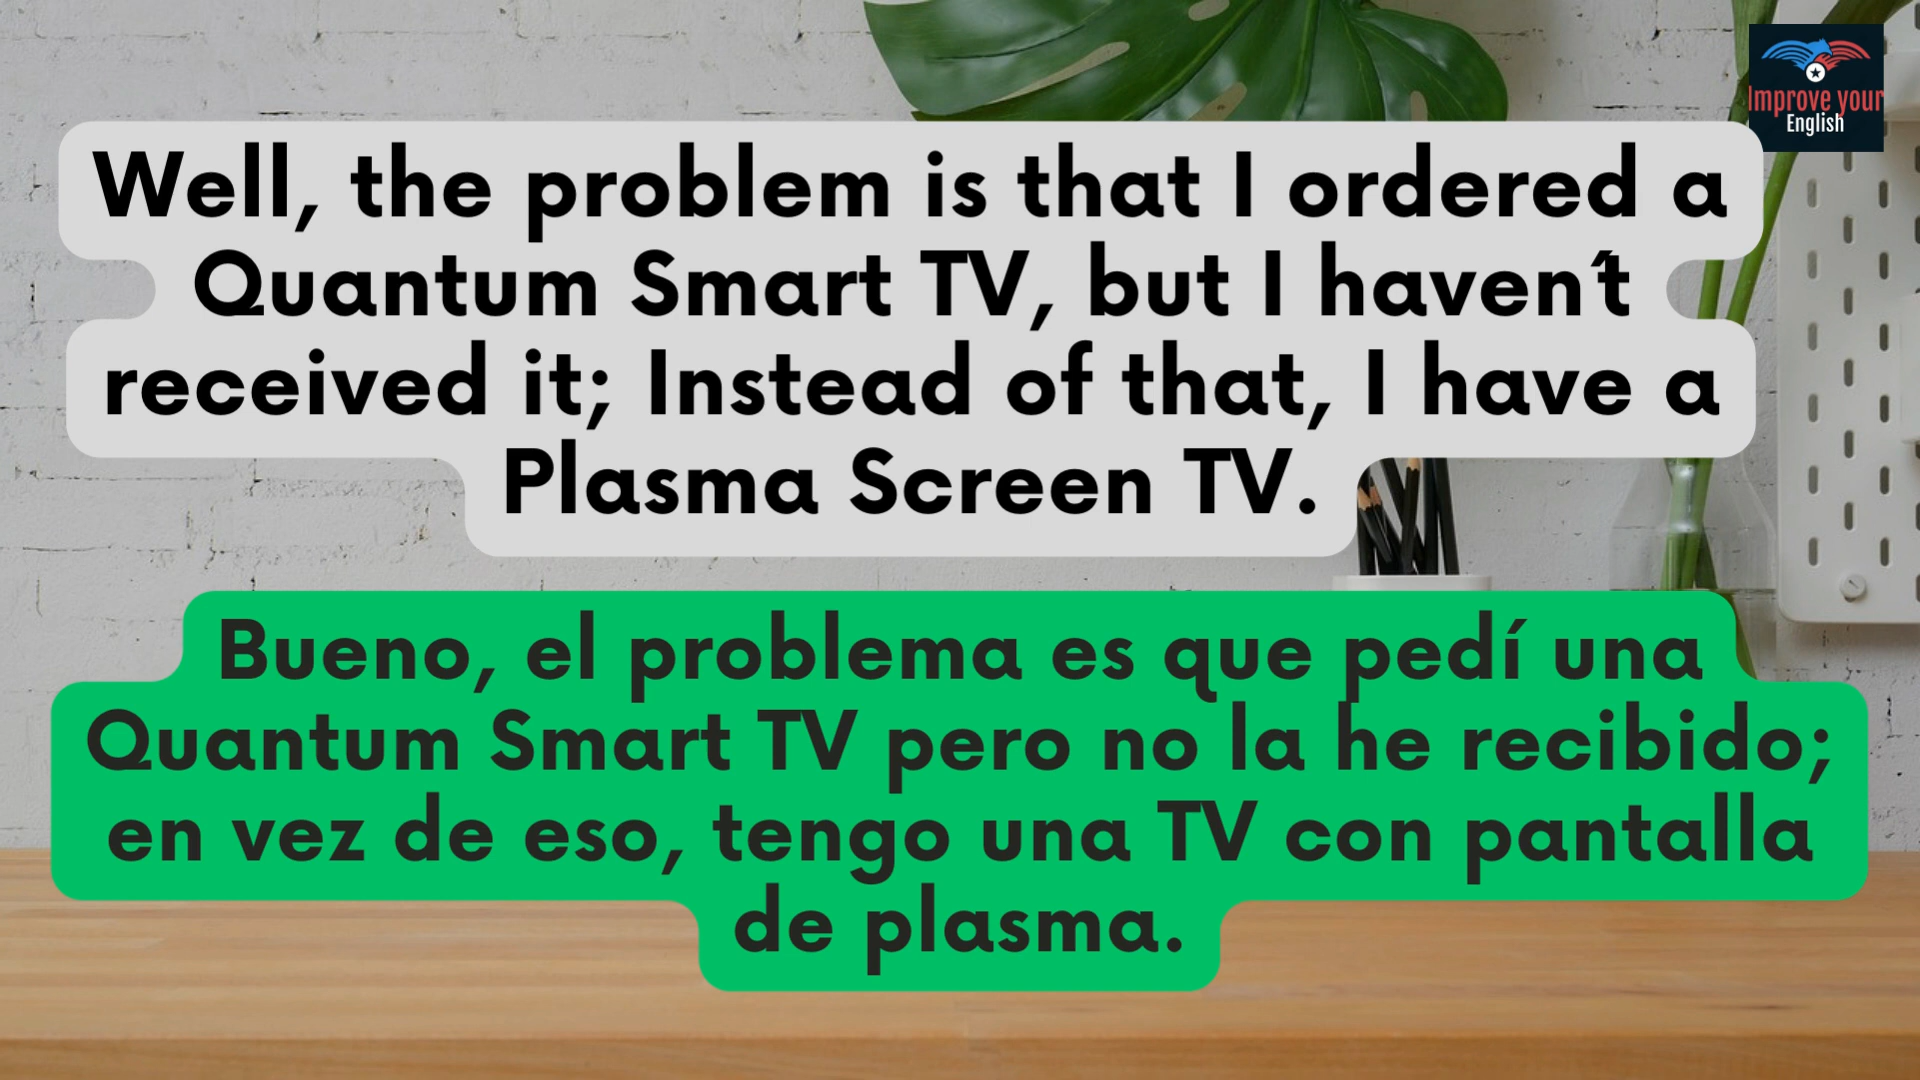 Improve your
English
Well, the problem is that I ordered a
Quantum Smart TV, but I haven´t
received it; Instead of that, I have a
Plasma Screen TV.
Bueno, el problema es que pedí una
Quantum Smart TV pero no la he recibido;
en vez de eso, tengo una TV con pantalla
de plasma.